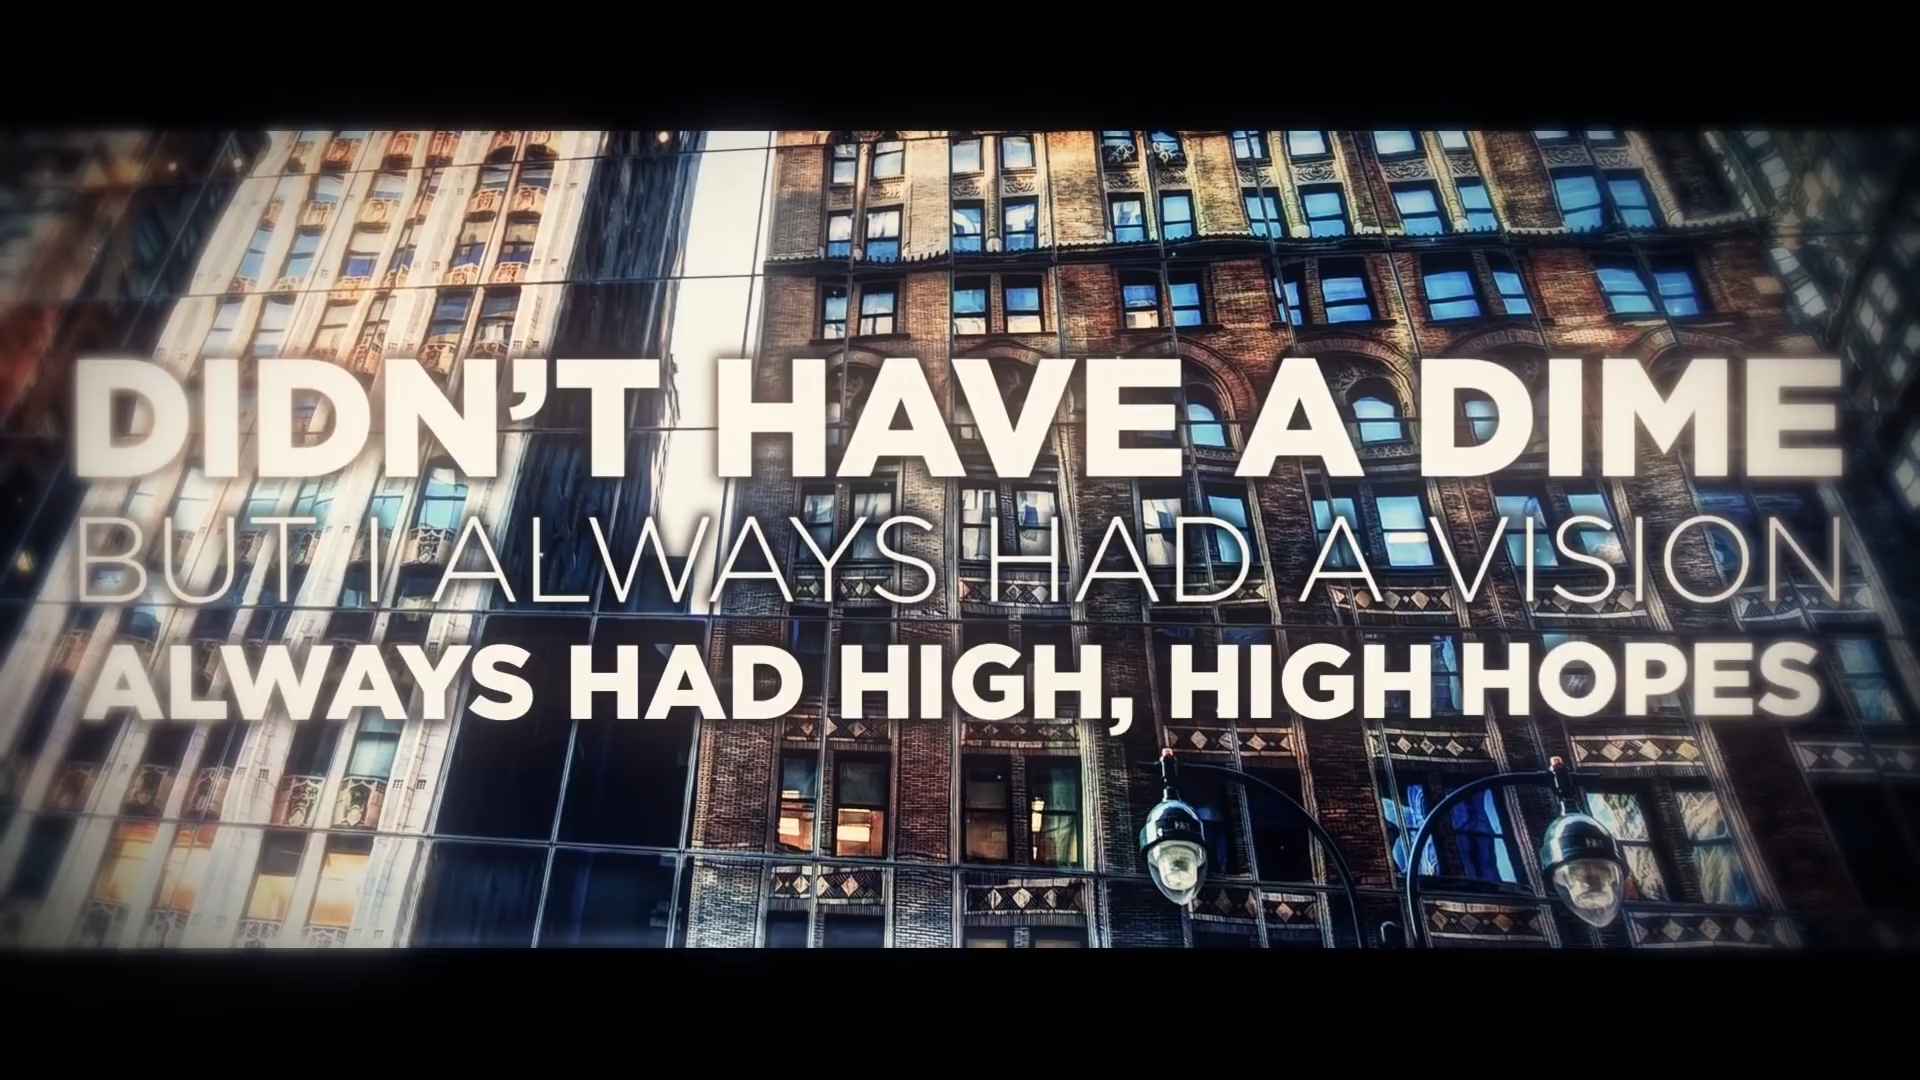 DIDN'T HAVE A DIME
BUT I ALWAYS HAD A VISION
ALWAYS HAD HIGH, HIGH HOPES